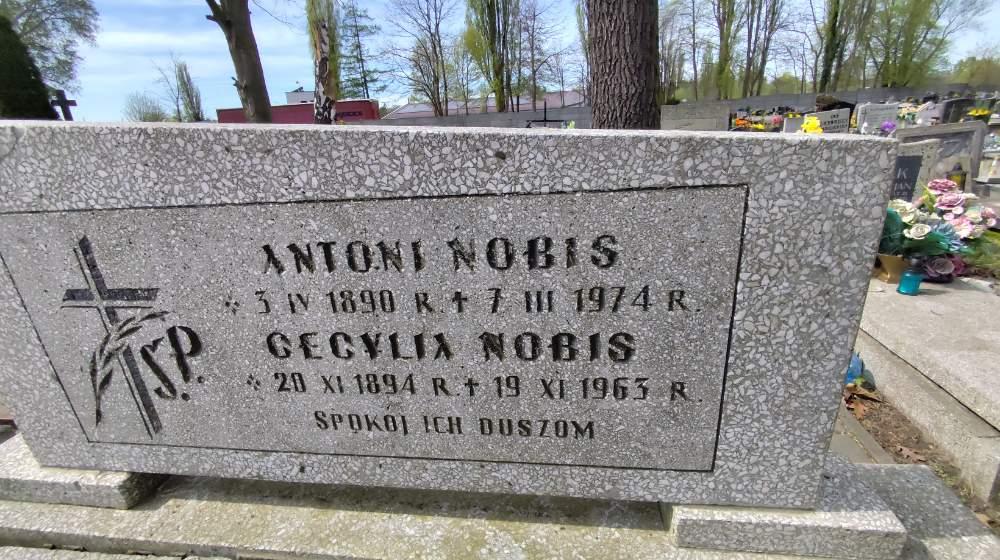 ANTONI NOBIS
* 3 IV 1890 R. ✝ 7 III 1974 R.
CECYLIA NOBIS
* 20 XI 1894 R. ✝ 19 XI 1963 R.
ŚP.
SPOKÓJ ICH DUSZOM
K
JAN